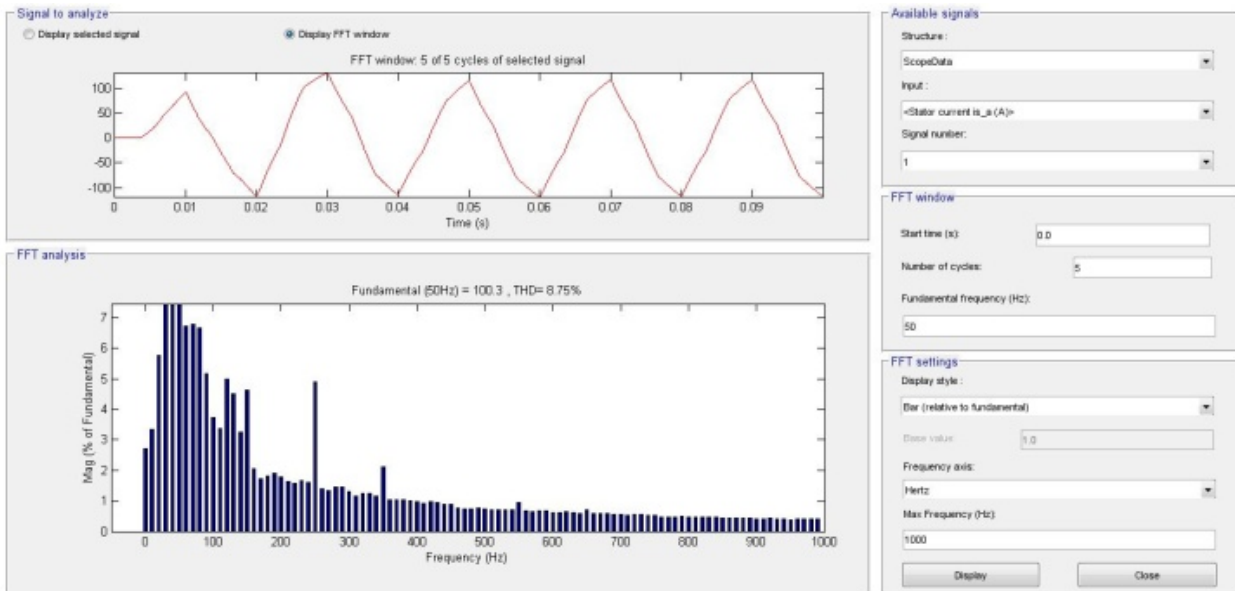 Signal to analyze
Display selected signal
Display FFT window
FFT window: 5 of 5 cycles of selected signal
100
50
0
-50
-100
0 0.01 0.02 0.03 0.04 0.05 0.06 0.07 0.08 0.09
Time (s)
FFT analysis
Fundamental (50Hz) = 100.3 , THD= 8.75%
Mag (% of Fundamental)
7
6
5
4
3
2
1
0
0 100 200 300 400 500 600 700 800 900 1000
Frequency (Hz)
Available signals
Structure :
ScopeData
Input :
<Stator current is_a (A)>
Signal number:
1
FFT window
Start time (s): 0.0
Number of cycles: 5
Fundamental frequency (Hz):
50
FFT settings
Display style :
Bar (relative to fundamental)
Base value: 1.0
Frequency axis:
Hertz
Max Frequency (Hz):
1000
Display Close